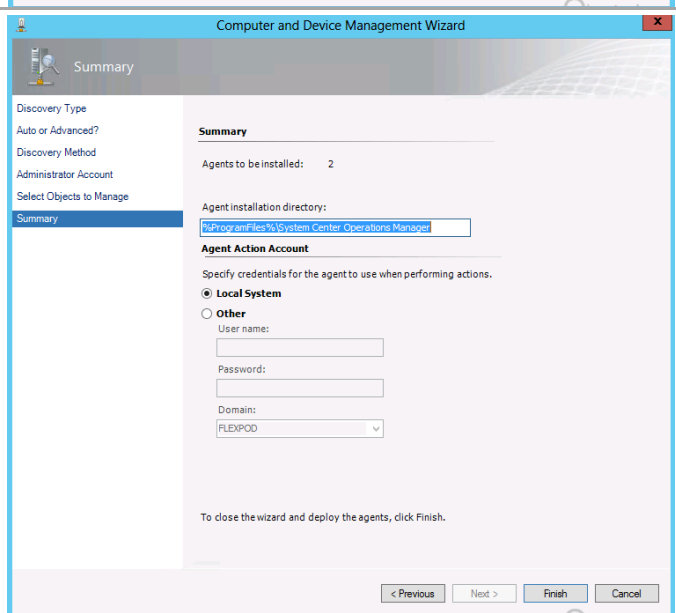 Computer and Device Management Wizard
x
Summary
Discovery Type
Auto or Advanced?
Discovery Method
Administrator Account
Select Objects to Manage
Summary
Summary
Agents to be installed: 2
Agent installation directory:
%ProgramFiles%\System Center Operations Manager
Agent Action Account
Specify credentials for the agent to use when performing actions.
Local System
Other
User name:
Password:
Domain:
FLEXPOD
To close the wizard and deploy the agents, click Finish.
< Previous Next > Finish Cancel